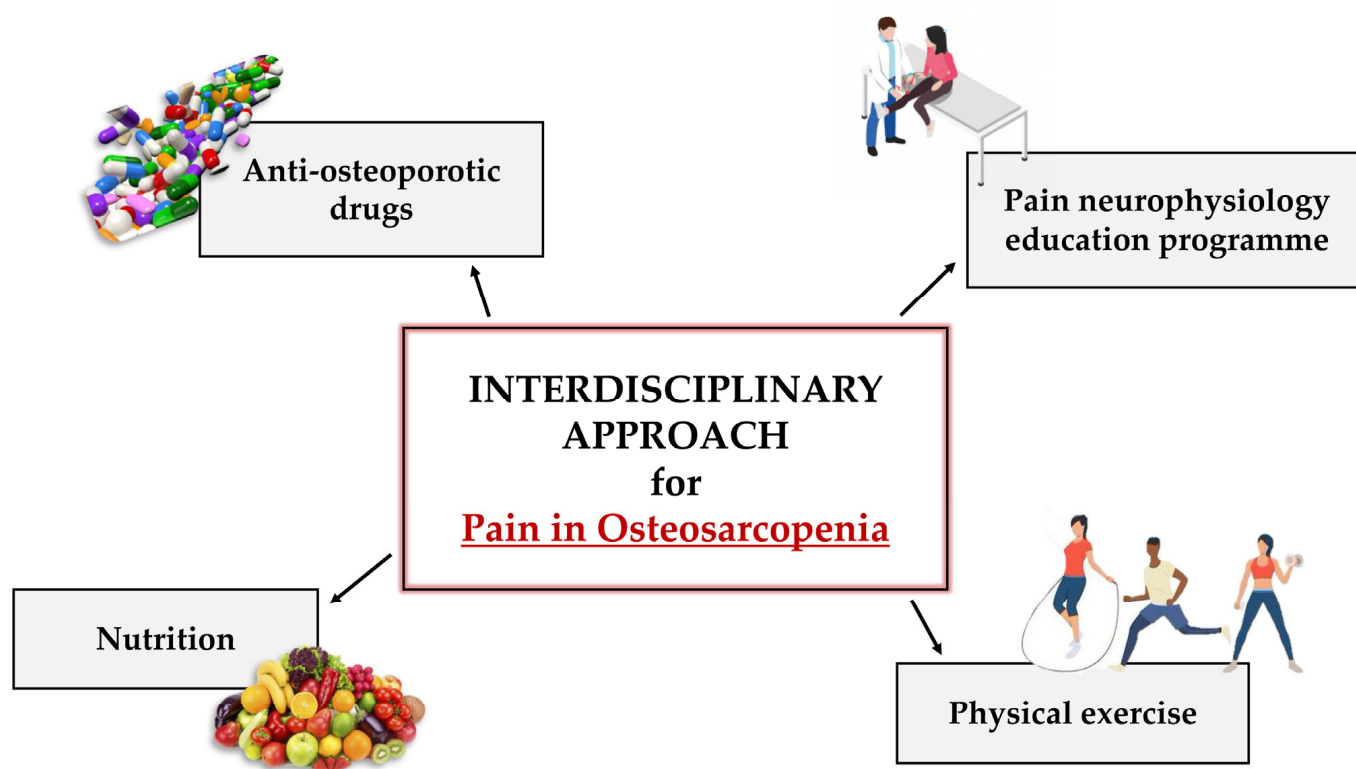 Anti-osteoporotic
drugs
Pain neurophysiology
education programme
INTERDISCIPLINARY
APPROACH
for
Pain in Osteosarcopenia
Nutrition
Physical exercise